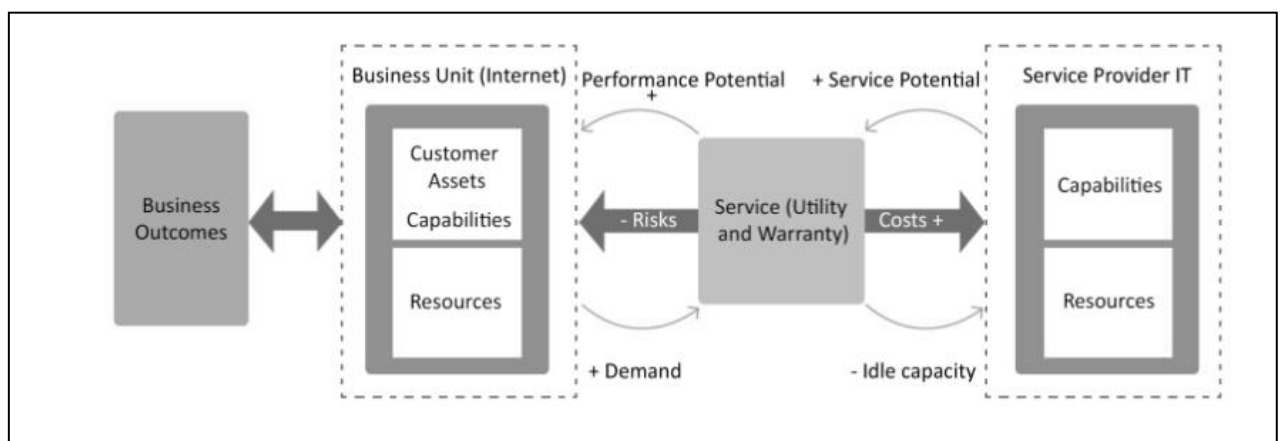 Business Unit (Internet)
Performance Potential
+
+ Service Potential
Service Provider IT
Business
Outcomes
Customer
Assets
Capabilities
Resources
- Risks
Service (Utility
and Warranty)
Costs +
Capabilities
Resources
+ Demand
- Idle capacity